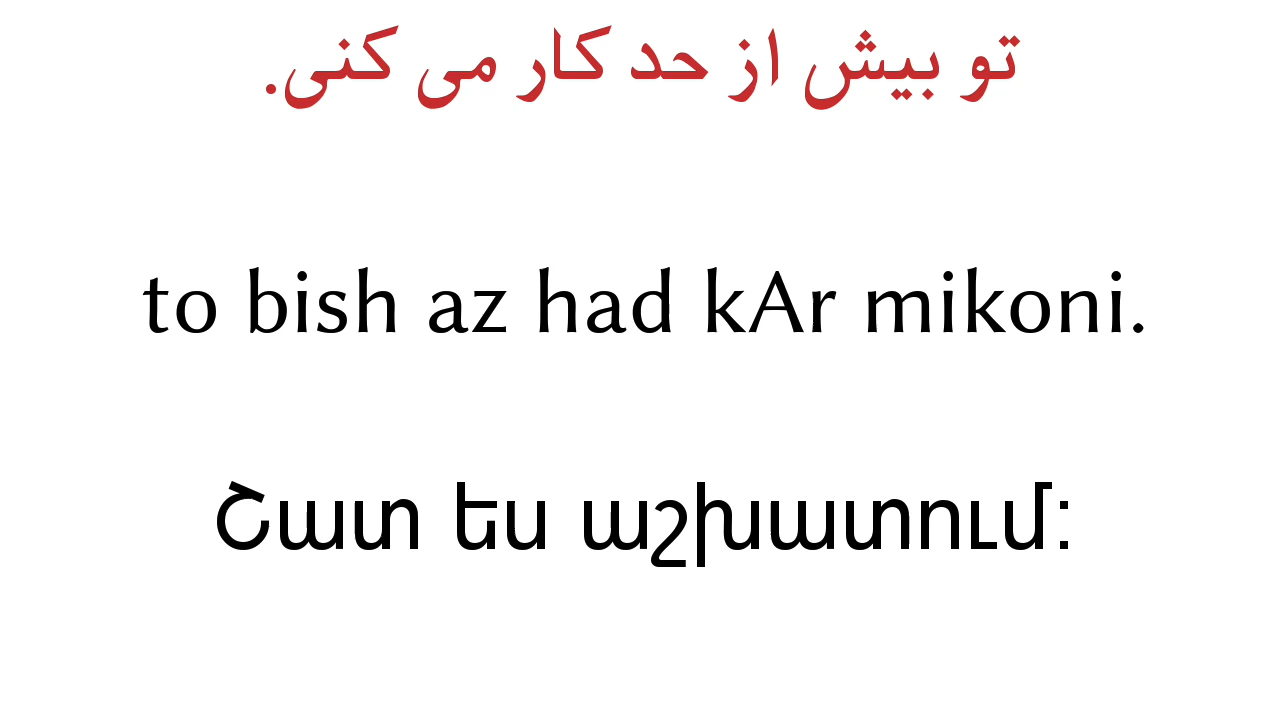 تو بیش از حد کار می کنی.
to bish az had kAr mikoni.
Շատ ես աշխատում: